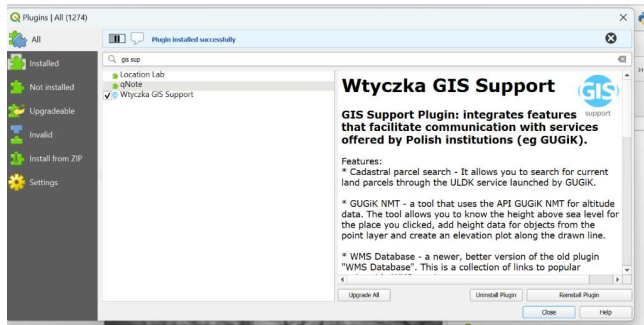 Plugins | All (1274)
All
Plugin installed successfully
Installed
gis sup
Location Lab
qNote
Wtyczka GIS Support
Not installed
Upgradeable
Invalid
Install from ZIP
Settings
Wtyczka GIS Support
GIS
support
GIS Support Plugin: integrates features
that facilitate communication with services
offered by Polish institutions (eg GUGiK).
Features:
* Cadastral parcel search - It allows you to search for current
land parcels through the ULDK service launched by GUGiK.
* GUGiK NMT - a tool that uses the API GUGiK NMT for altitude
data. The tool allows you to know the height above sea level for
the place you clicked, add height data for objects from the
point layer and create an elevation plot along the drawn line.
* WMS Database - a newer, better version of the old plugin
"WMS Database". This is a collection of links to popular
Upgrade All
Uninstall Plugin
Reinstall Plugin
Close
Help